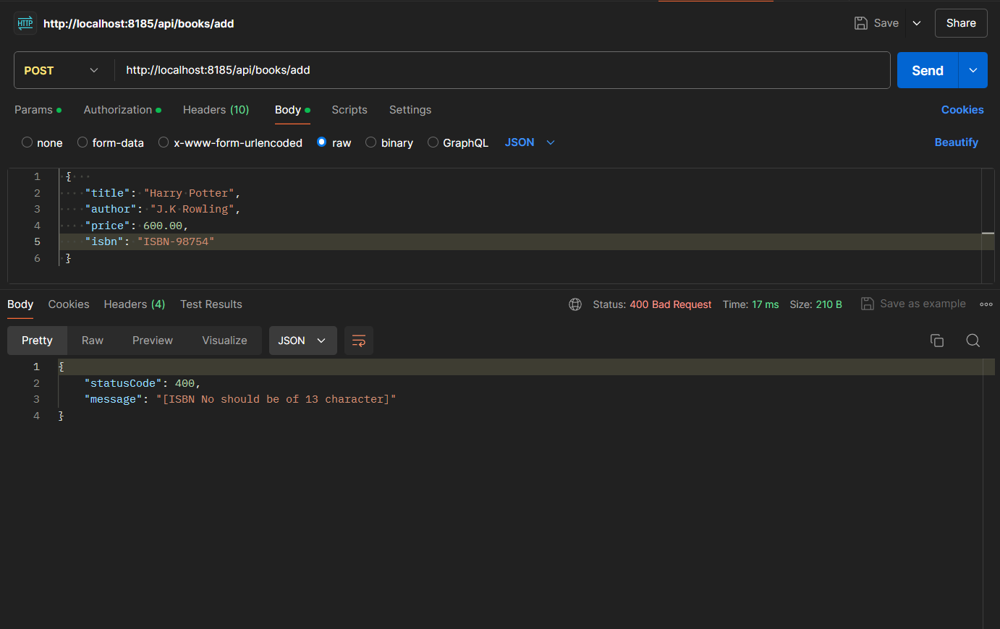 HTTP http://localhost:8185/api/books/add Save Share
POST http://localhost:8185/api/books/add Send
Params Authorization Headers (10) Body Scripts Settings Cookies
none form-data x-www-form-urlencoded raw binary GraphQL JSON Beautify
1 {
2 "title": "Harry Potter",
3 "author": "J.K Rowling",
4 "price": 600.00,
5 "isbn": "ISBN-98754"
6 }
Body Cookies Headers (4) Test Results Status: 400 Bad Request Time: 17 ms Size: 210 B Save as example
Pretty Raw Preview Visualize JSON
1 {
2 "statusCode": 400,
3 "message": "[ISBN No should be of 13 character]"
4 }